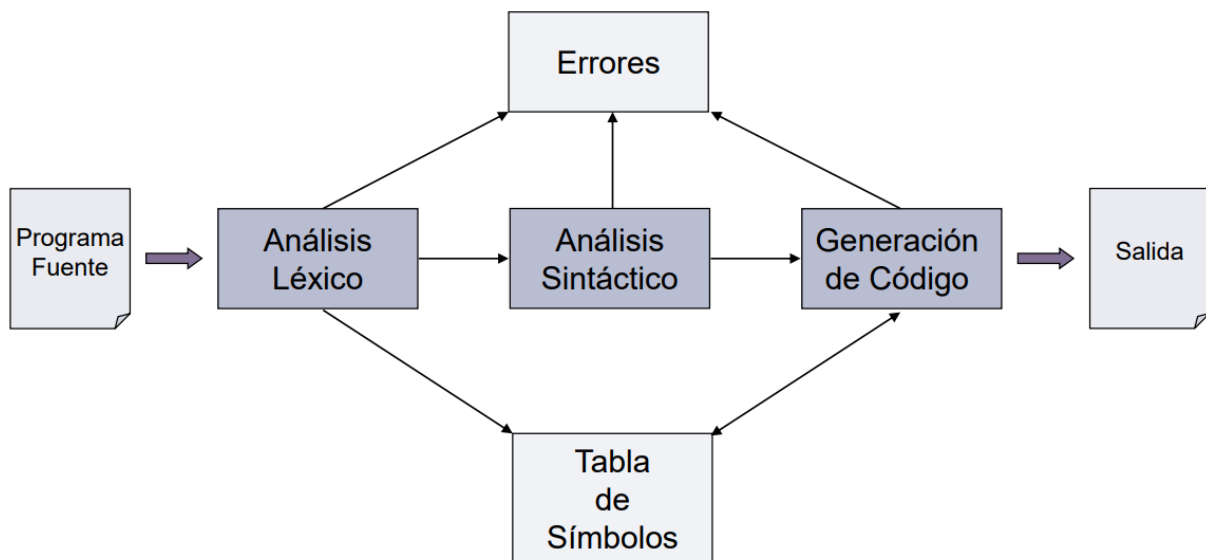 Errores
Programa
Fuente
Análisis
Léxico
Análisis
Sintáctico
Generación
de Código
Salida
Tabla
de
Símbolos